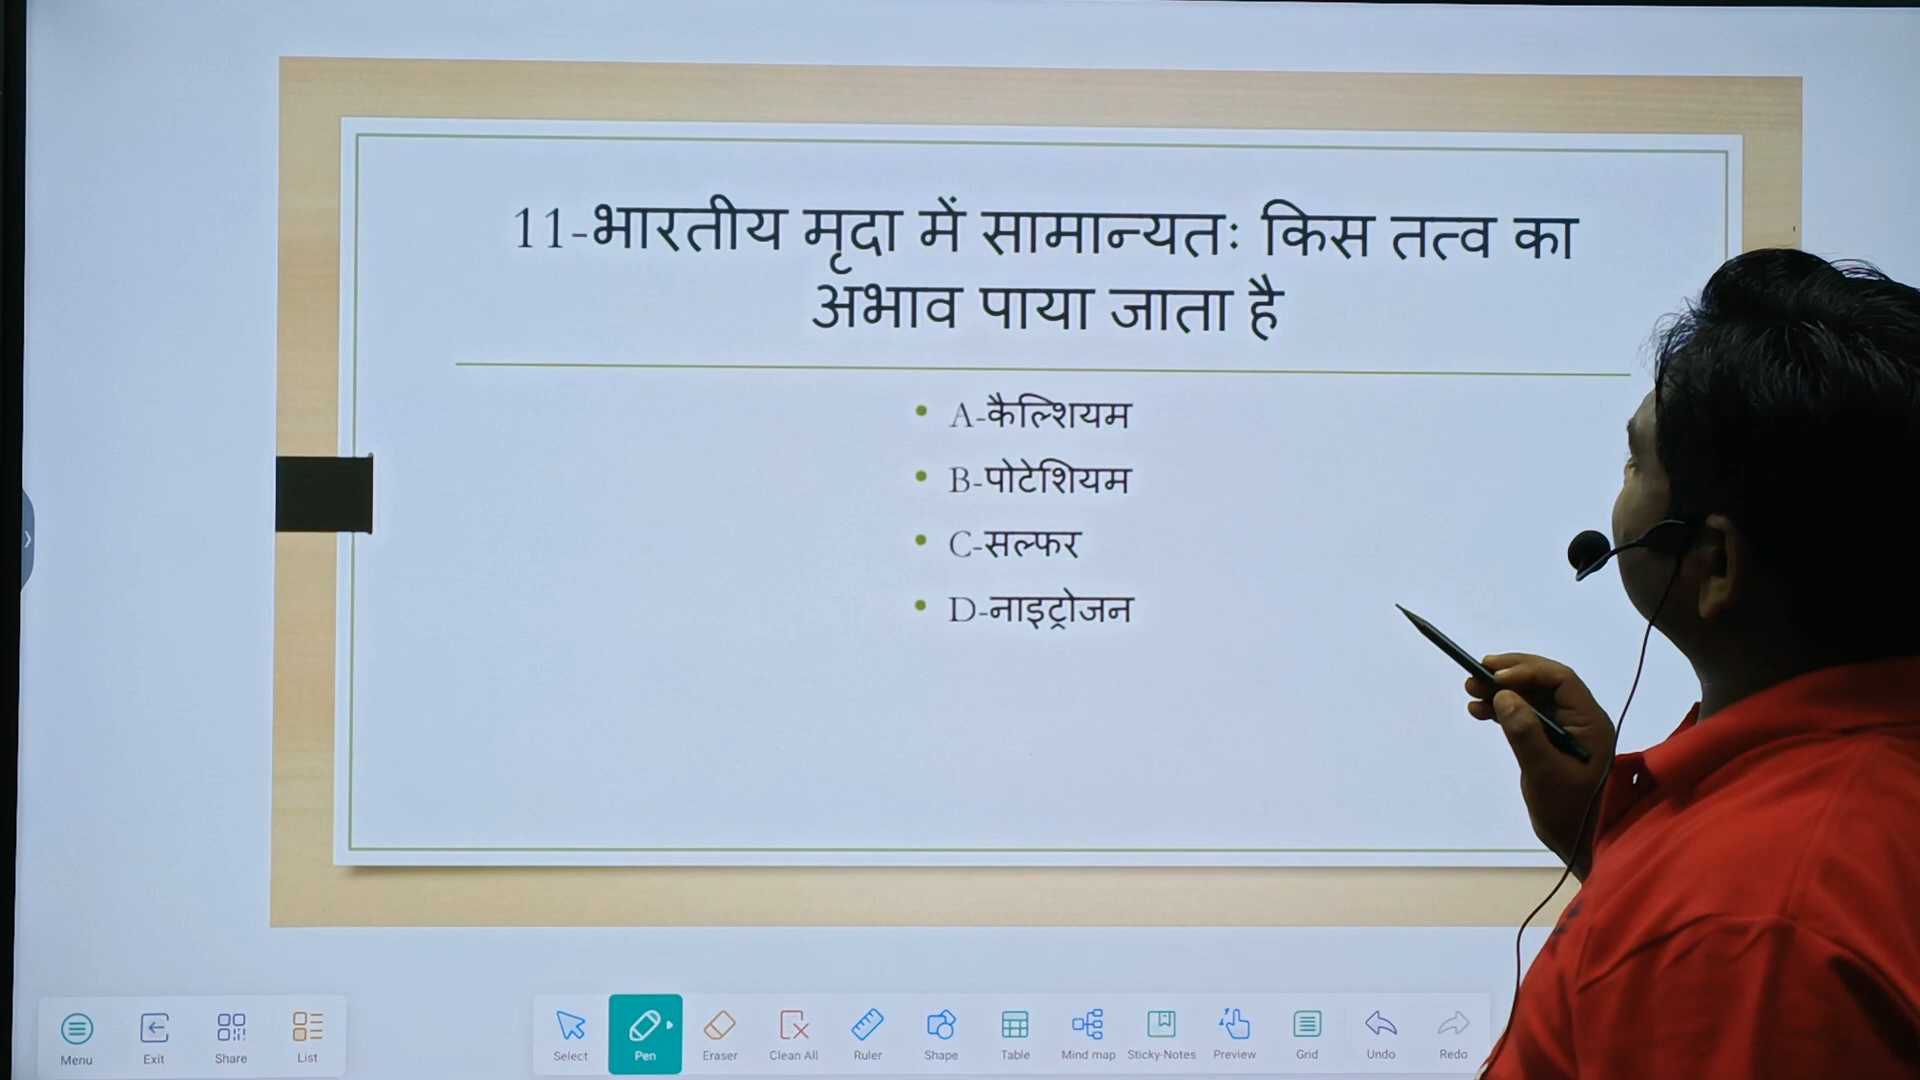 11-भारतीय मृदा में सामान्यतः किस तत्व का
अभाव पाया जाता है
A-कैल्शियम
B-पोटेशियम
C-सल्फर
D-नाइट्रोजन
Menu
Exit
Share
List
Select
Pen
Eraser
Clean All
Ruler
Shape
Table
Mind map
Sticky-Notes
Preview
Grid
Undo
Redo